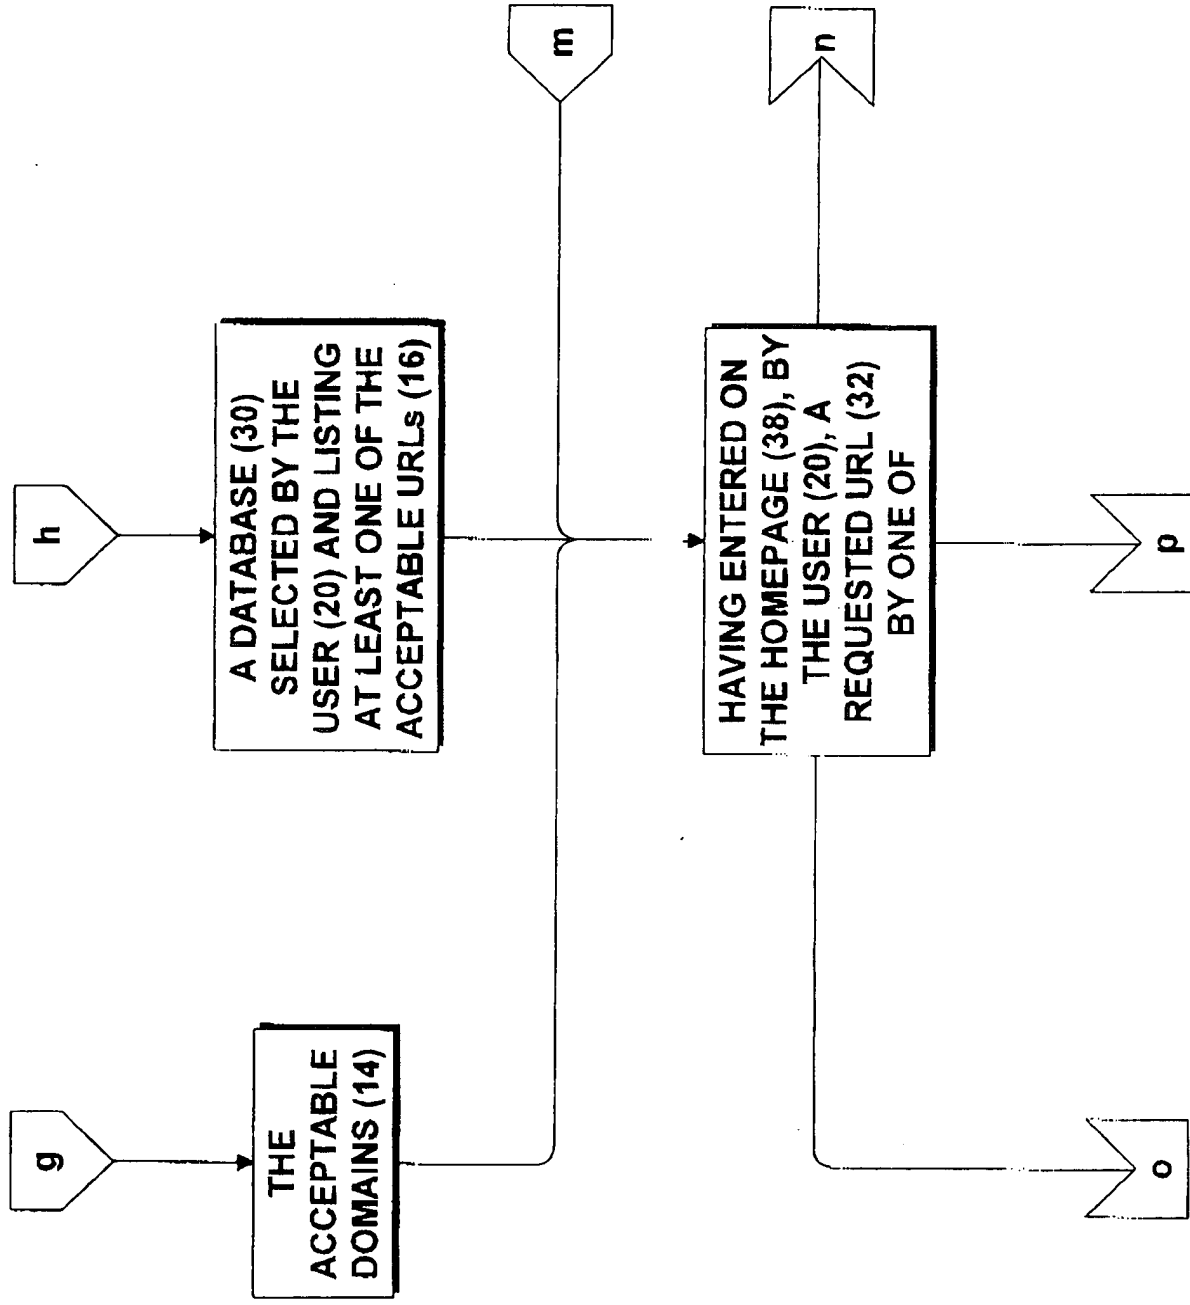 g
h
THE
ACCEPTABLE
DOMAINS (14)
A DATABASE (30)
SELECTED BY THE
USER (20) AND LISTING
AT LEAST ONE OF THE
ACCEPTABLE URLs (16)
m
HAVING ENTERED ON
THE HOMEPAGE (38), BY
THE USER (20), A
REQUESTED URL (32)
BY ONE OF
n
o
p